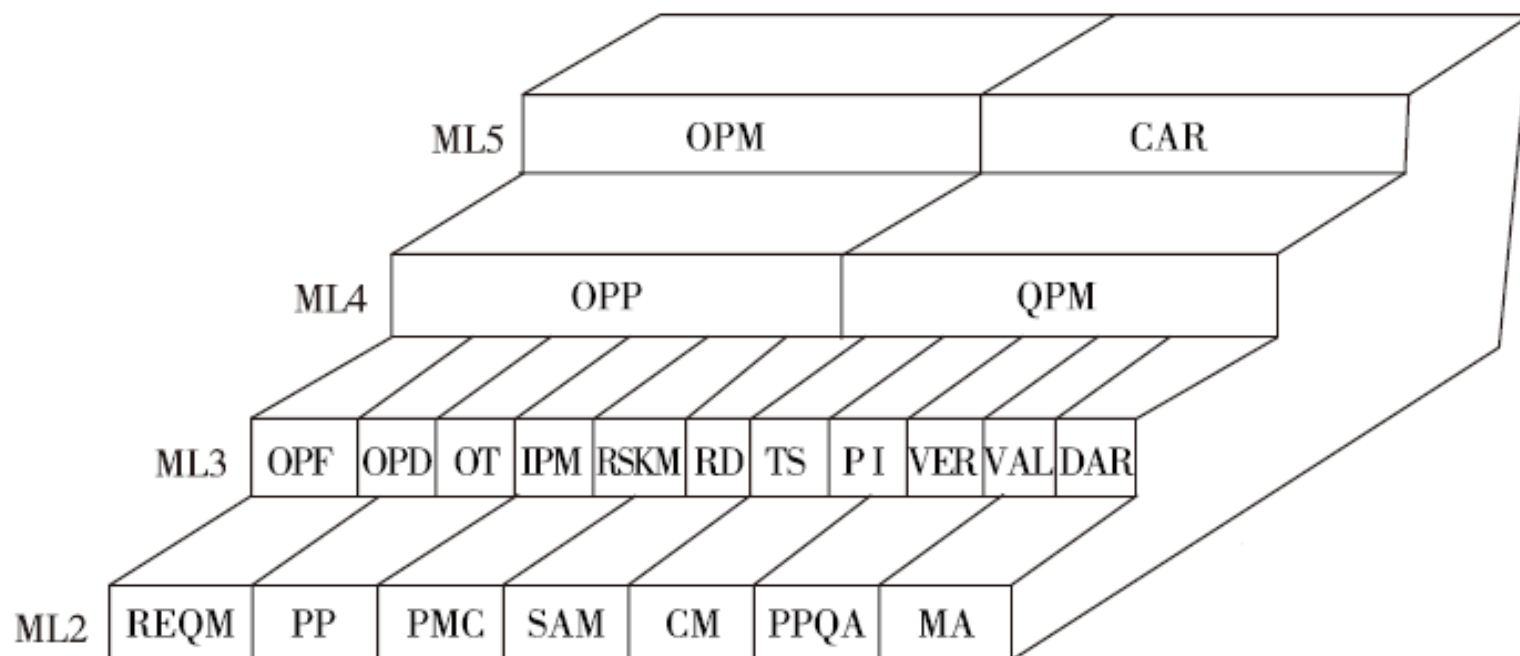 ML5 OPM CAR
ML4 OPP QPM
ML3 OPF OPD OT IPM RSKM RD TS PI VER VAL DAR
ML2 REQM PP PMC SAM CM PPQA MA